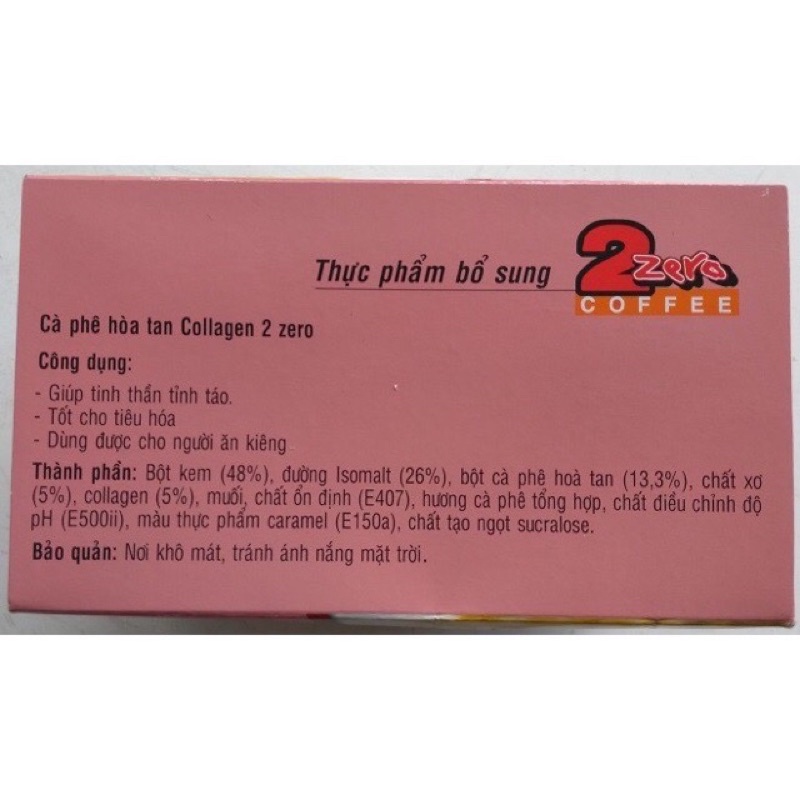 Thực phẩm bổ sung
2 zero
COFFEE
Cà phê hòa tan Collagen 2 zero
Công dụng:
- Giúp tinh thần tỉnh táo.
- Tốt cho tiêu hóa
- Dùng được cho người ăn kiêng
Thành phần: Bột kem (48%), đường Isomalt (26%), bột cà phê hoà tan (13,3%), chất xơ
(5%), collagen (5%), muối, chất ổn định (E407), hương cà phê tổng hợp, chất điều chỉnh độ
pH (E500ii), màu thực phẩm caramel (E150a), chất tạo ngọt sucralose.
Bảo quản: Nơi khô mát, tránh ánh nắng mặt trời.